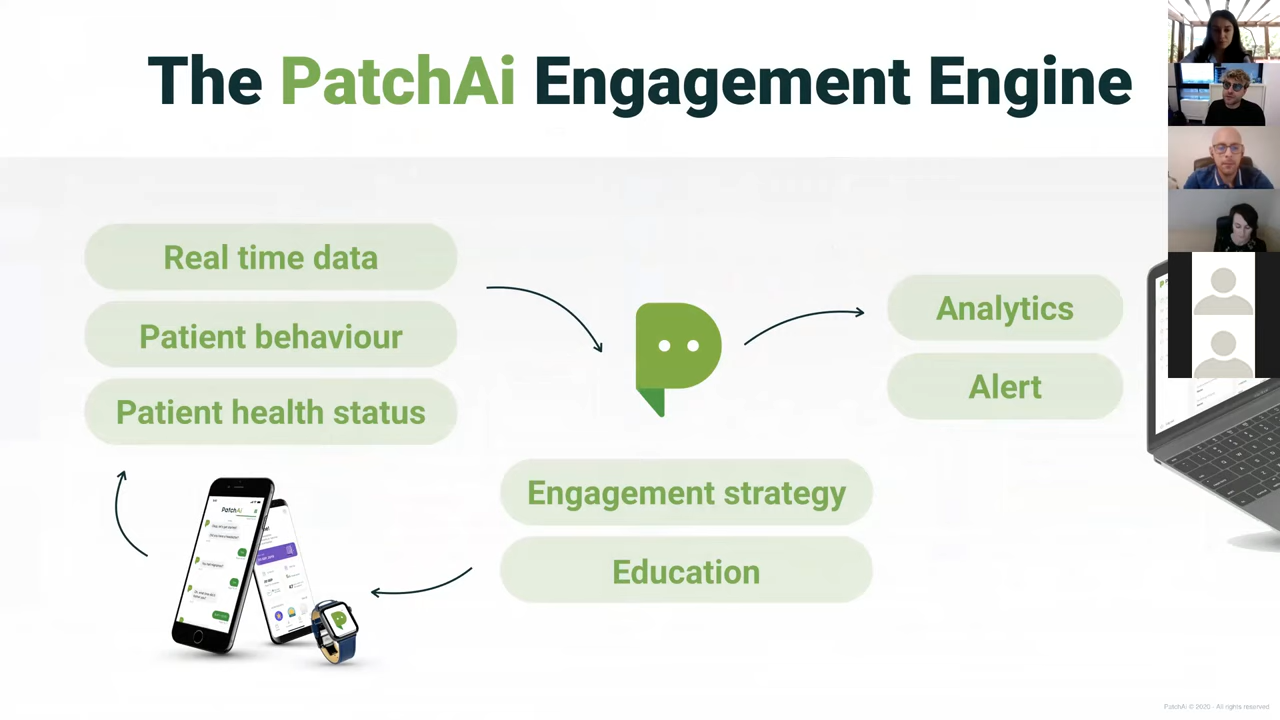 The PatchAi Engagement Engine
Real time data
Patient behaviour
Patient health status
Analytics
Alert
Engagement strategy
Education
PatchAi
PatchAi © 2020 - All rights reserved